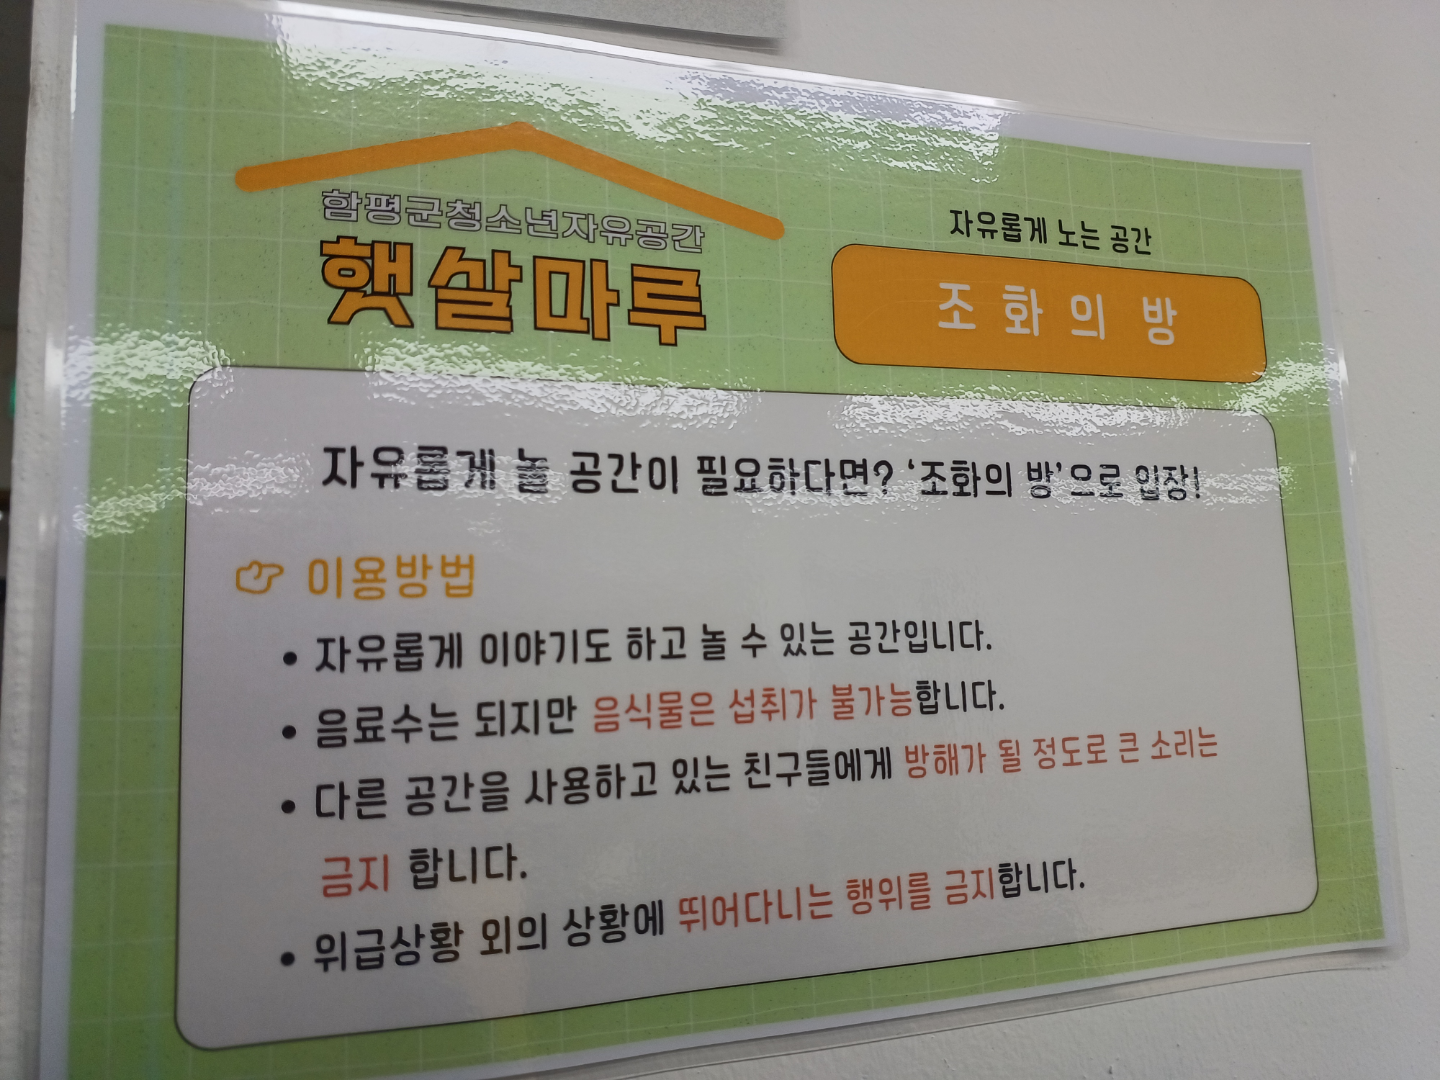 함평군청소년자유공간
햇살마루
자유롭게 노는 공간
조화의 방
자유롭게 놀 공간이 필요하다면? '조화의 방'으로 입장!
이용방법
• 자유롭게 이야기도 하고 놀 수 있는 공간입니다.
• 음료수는 되지만 음식물은 섭취가 불가능합니다.
• 다른 공간을 사용하고 있는 친구들에게 방해가 될 정도로 큰 소리는
금지 합니다.
• 위급상황 외의 상황에 뛰어다니는 행위를 금지합니다.